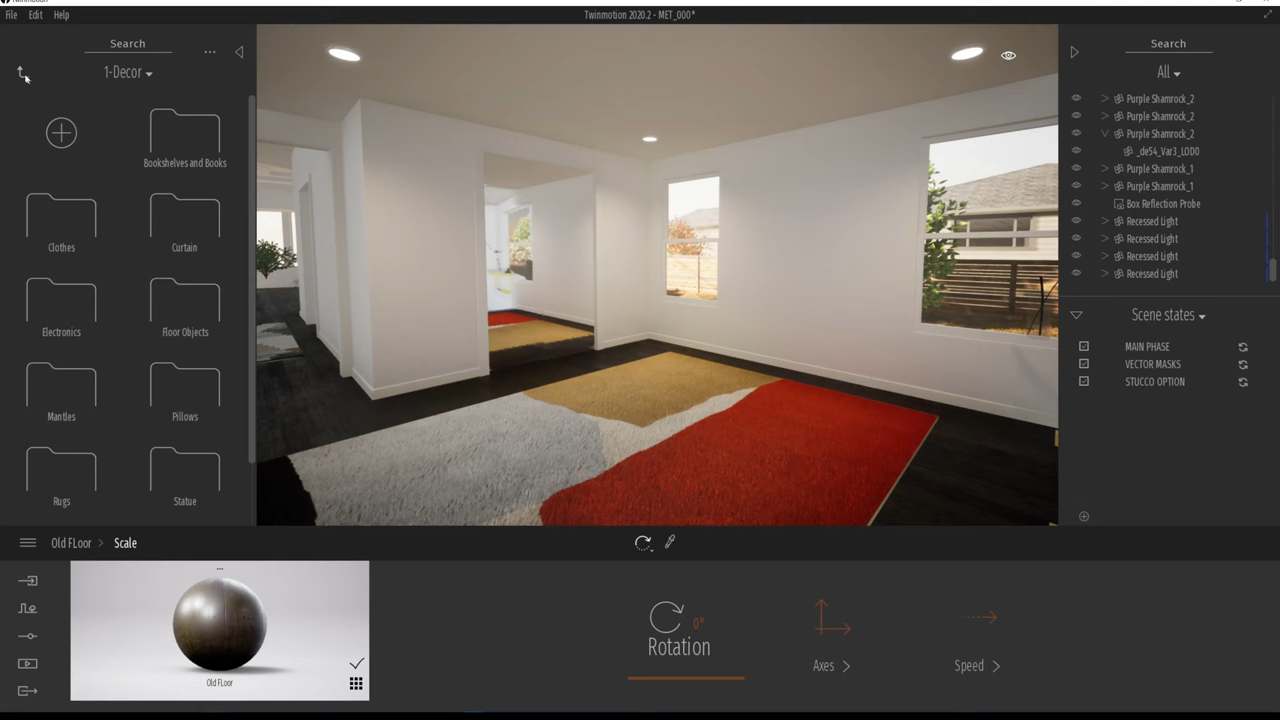 Twinmotion
File Edit Help
Twinmotion 2020.2 - MET_000*
Search
...
1-Decor
Bookshelves and Books
Clothes
Curtain
Electronics
Floor Objects
Mantles
Pillows
Rugs
Statue
Search
All
Purple Shamrock_2
Purple Shamrock_2
Purple Shamrock_2
_de54_Var3_LOD0
Purple Shamrock_1
Purple Shamrock_1
Box Reflection Probe
Recessed Light
Recessed Light
Recessed Light
Recessed Light
Scene states
MAIN PHASE
VECTOR MASKS
STUCCO OPTION
Old FLoor > Scale
...
Old FLoor
0°
Rotation
Axes
Speed